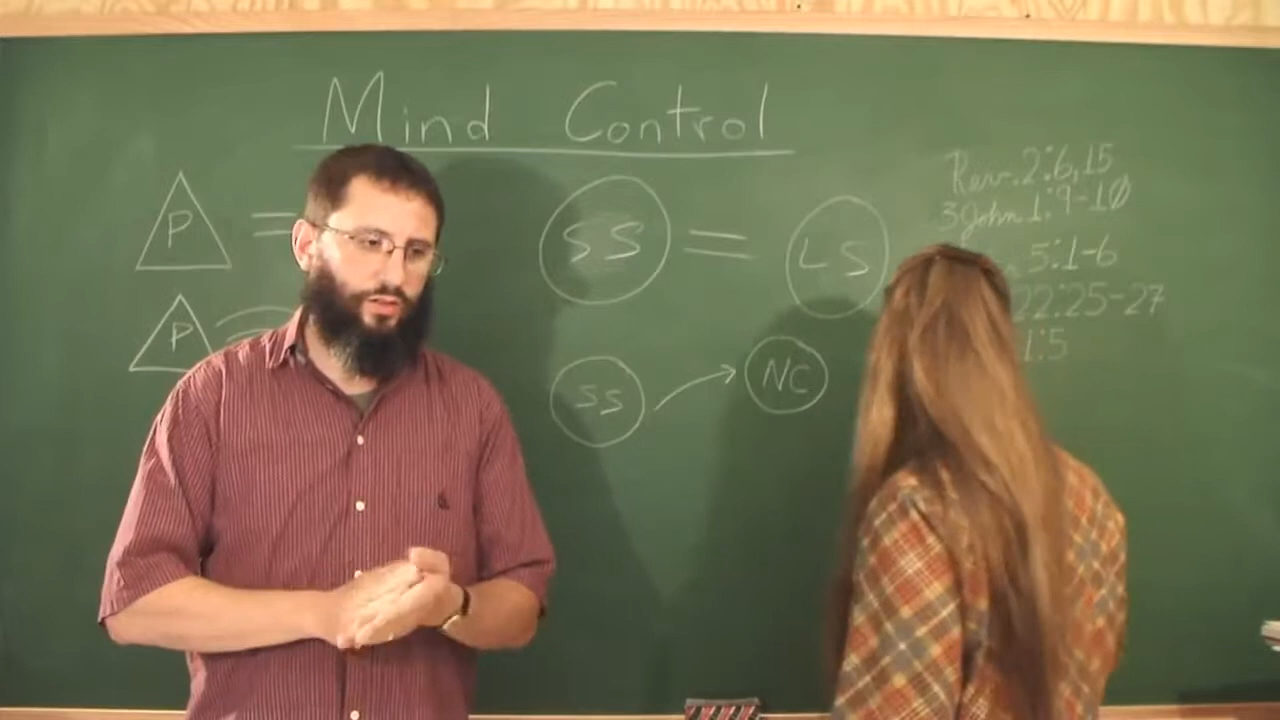 Mind Control
P =
SS = LS
P
SS → NC
Rev. 2:6,15
3 John 1:9-10
5:1-6
22:25-27
1:5